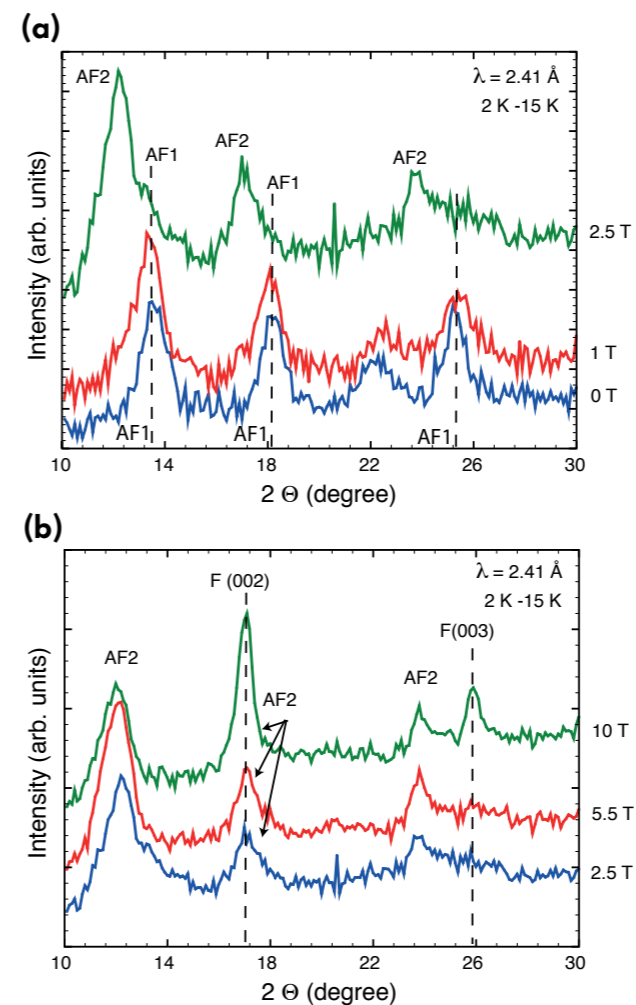 (a)
AF2
λ = 2.41 Å
2 K -15 K
AF2
AF1
AF2
AF1
2.5 T
1 T
0 T
AF1
AF1
AF1
Intensity (arb. units)
10
14
18
22
26
30
2 Θ (degree)
(b)
F (002)
λ = 2.41 Å
2 K -15 K
F(003)
AF2
AF2
AF2
10 T
5.5 T
2.5 T
Intensity (arb. units)
10
14
18
22
26
30
2 Θ (degree)